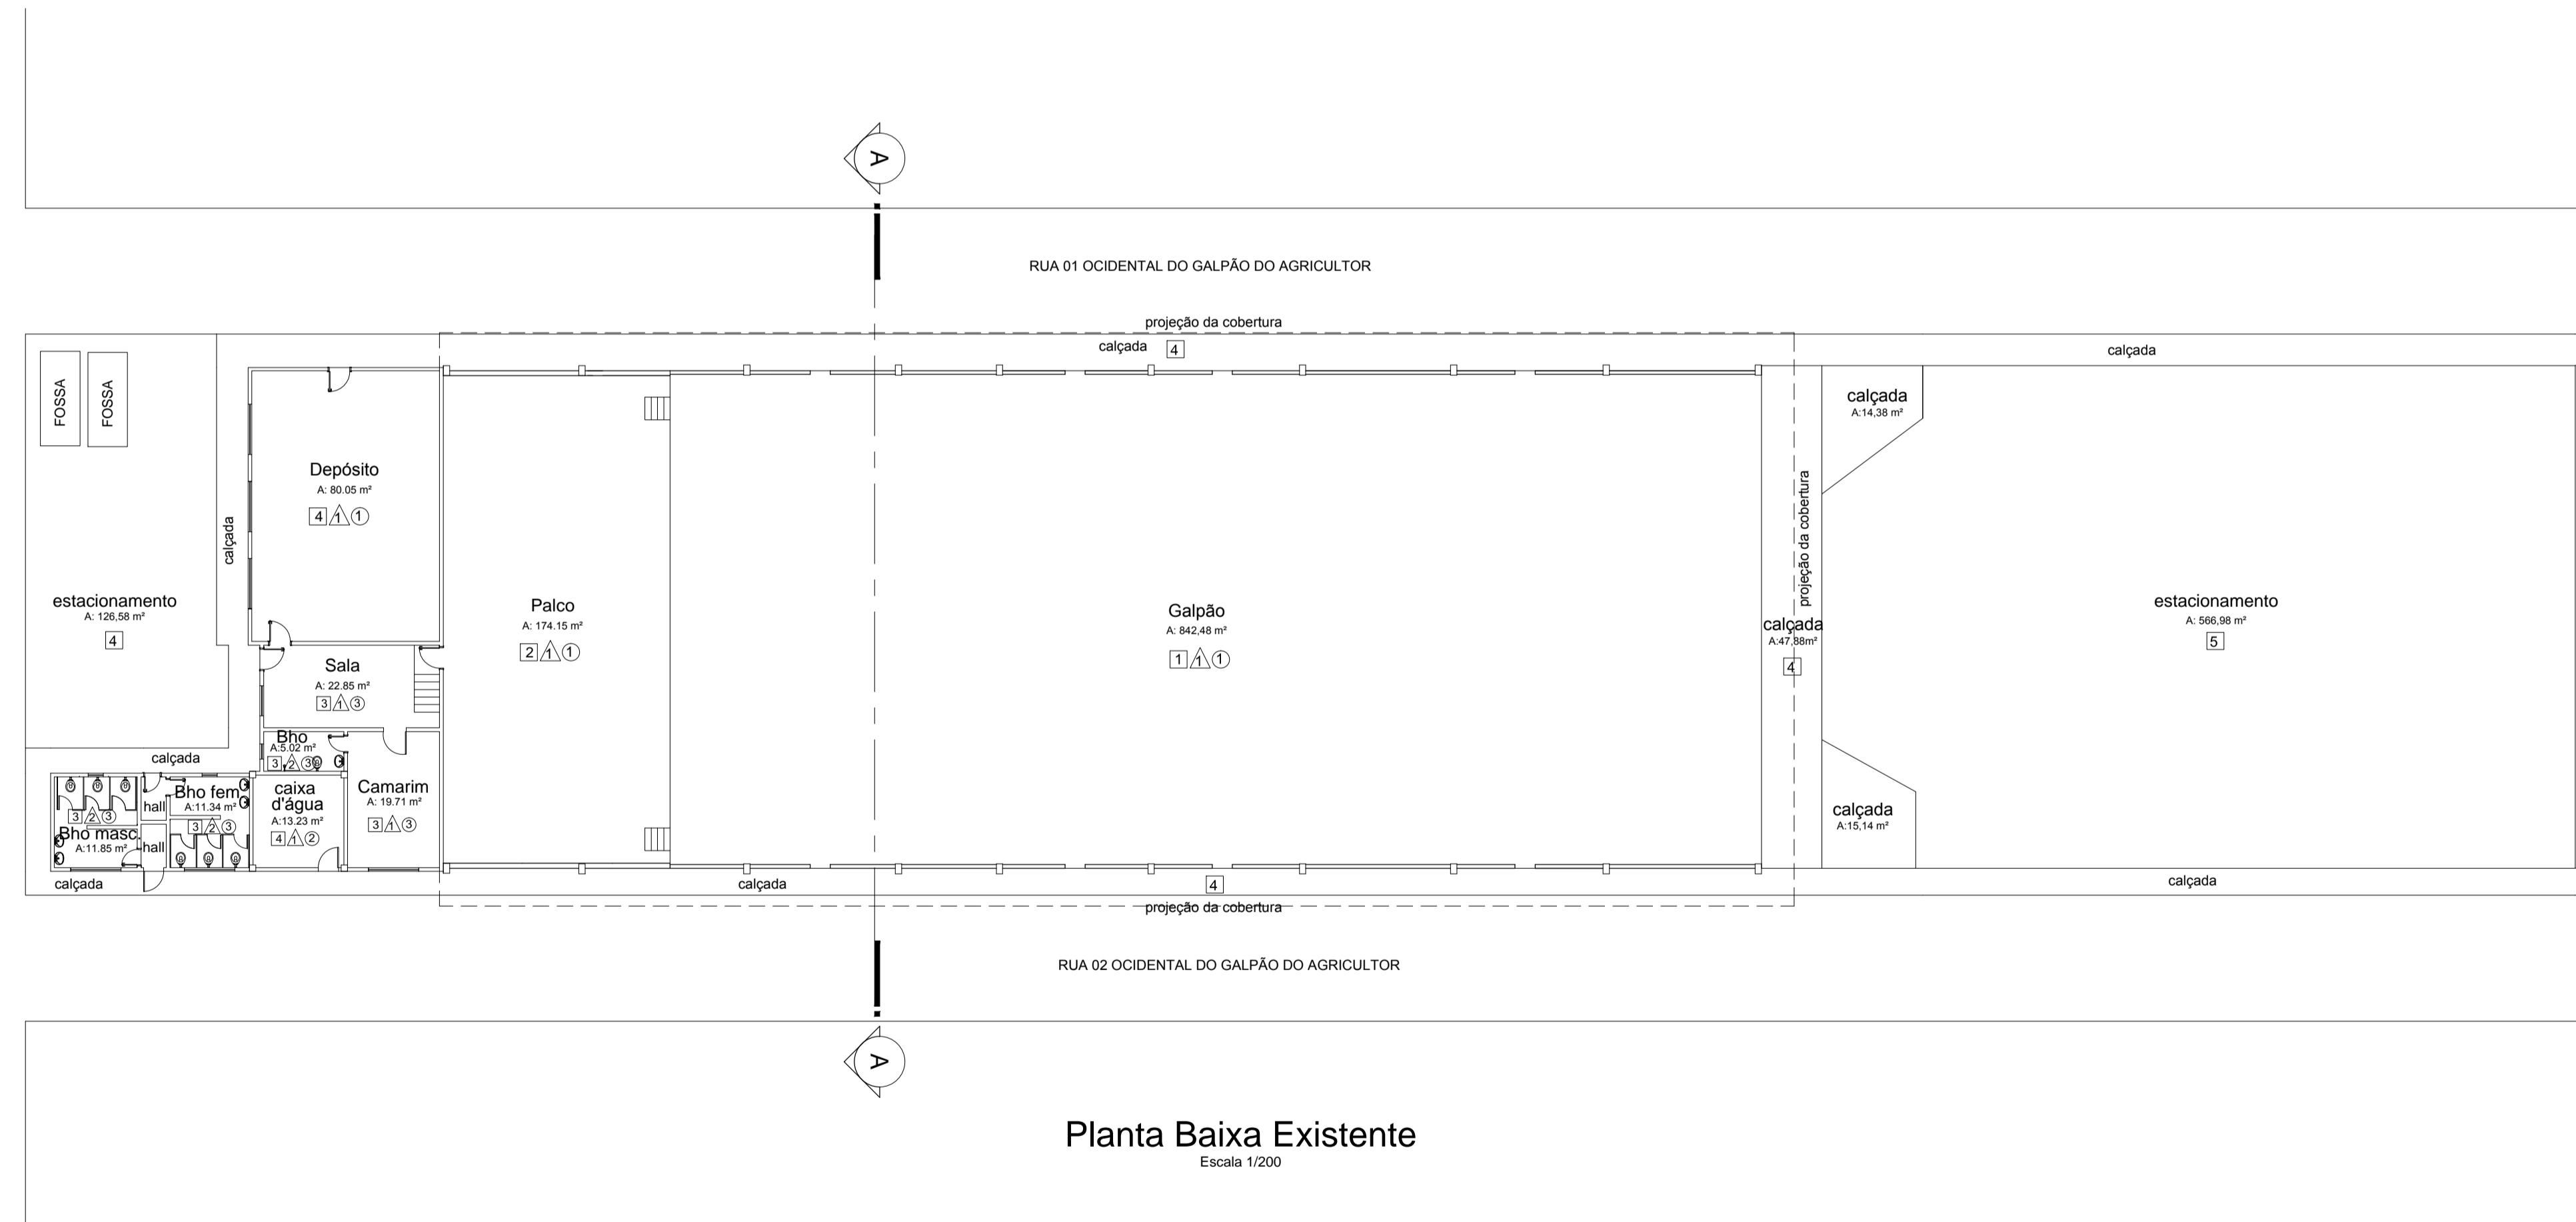 A
RUA 01 OCIDENTAL DO GALPÃO DO AGRICULTOR
projeção da cobertura
calçada 4
calçada
FOSSA
FOSSA
calçada
A:14,38 m²
Depósito
A: 80.05 m²
4 1 1
calçada
projeção da cobertura
estacionamento
A: 126,58 m²
4
Palco
A: 174.15 m²
2 1 1
Galpão
A: 842,48 m²
1 1 1
calçada
A:47,88m²
4
estacionamento
A: 566,98 m²
5
Sala
A: 22.85 m²
3 1 3
Bho
A:5.02 m²
3 2 3
calçada
Bho fem.
A:11.34 m²
3 2 3
hall
caixa
d'água
A:13.23 m²
4 1 2
Camarim
A: 19.71 m²
3 1 3
3 2 3
Bho masc.
A:11.85 m²
hall
calçada
A:15,14 m²
calçada
calçada
4
calçada
projeção da cobertura
RUA 02 OCIDENTAL DO GALPÃO DO AGRICULTOR
A
Planta Baixa Existente
Escala 1/200